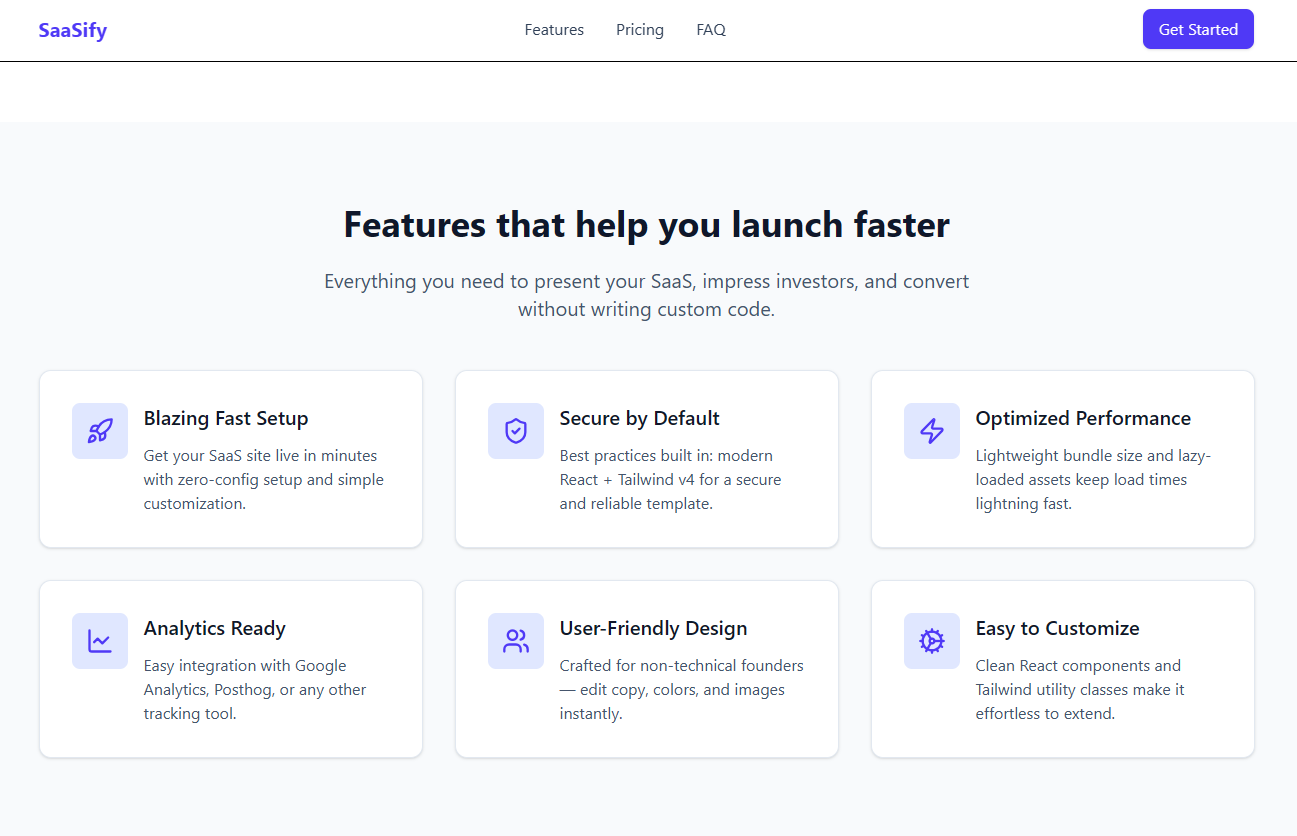 SaaSify
Features
Pricing
FAQ
Get Started
Features that help you launch faster
Everything you need to present your SaaS, impress investors, and convert
without writing custom code.
Blazing Fast Setup
Get your SaaS site live in minutes
with zero-config setup and simple
customization.
Secure by Default
Best practices built in: modern
React + Tailwind v4 for a secure
and reliable template.
Optimized Performance
Lightweight bundle size and lazy-
loaded assets keep load times
lightning fast.
Analytics Ready
Easy integration with Google
Analytics, Posthog, or any other
tracking tool.
User-Friendly Design
Crafted for non-technical founders
— edit copy, colors, and images
instantly.
Easy to Customize
Clean React components and
Tailwind utility classes make it
effortless to extend.